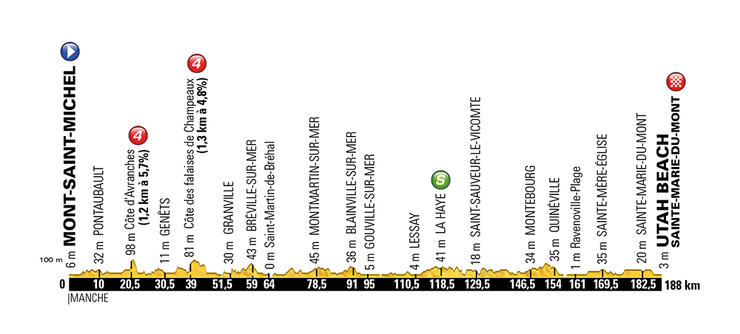 6 m MONT-SAINT-MICHEL
32 m PONTAUBAULT
4
98 m Côte d'Avranches
(1,2 km à 5,7%)
11 m GENÊTS
4
81 m Côte des falaises de Champeaux
(1,3 km à 4,8%)
30 m GRANVILLE
43 m BRÉVILLE-SUR-MER
0 m Saint-Martin-de-Bréhal
45 m MONTMARTIN-SUR-MER
36 m BLAINVILLE-SUR-MER
5 m GOUVILLE-SUR-MER
4 m LESSAY
S
41 m LA HAYE
18 m SAINT-SAUVEUR-LE-VICOMTE
34 m MONTEBOURG
35 m QUINÉVILLE
1 m Ravenoville-Plage
35 m SAINTE-MÈRE-ÉGLISE
20 m SAINTE-MARIE-DU-MONT
3 m UTAH BEACH
SAINTE-MARIE-DU-MONT
100 m
0 10 20,5 30,5 39 51,5 59 64 78,5 91 95 110,5 118,5 129,5 146,5 154 161 169,5 182,5 188 km
MANCHE